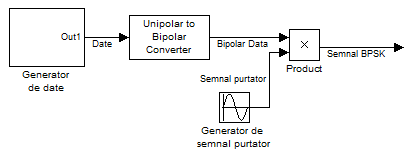 Out1
Date
Generator
de date
Unipolar to
Bipolar
Converter
Bipolar Data
Semnal purtator
×
Product
Semnal BPSK
Generator de
semnal purtator